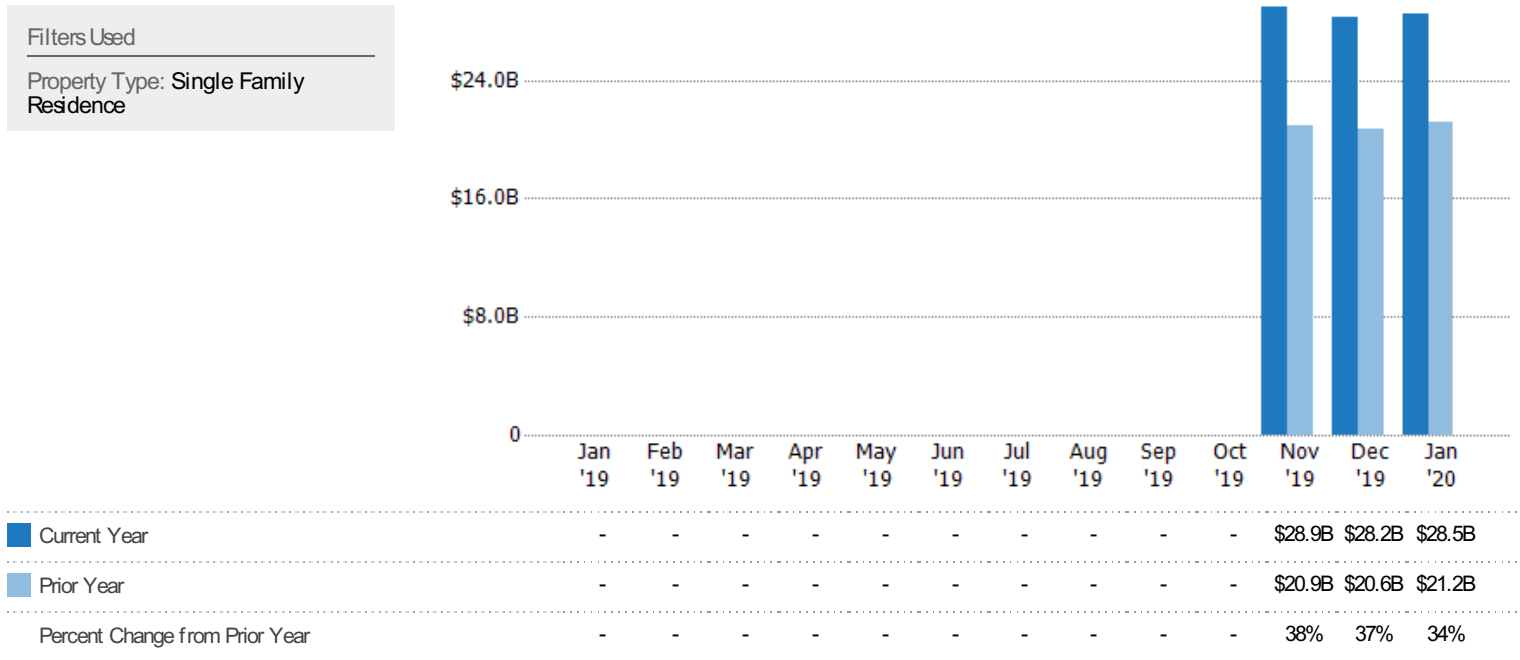 Filters Used
Property Type: Single Family
Residence
$24.0B
$16.0B
$8.0B
0
Jan Feb Mar Apr May Jun Jul Aug Sep Oct Nov Dec Jan
'19 '19 '19 '19 '19 '19 '19 '19 '19 '19 '19 '19 '20
Current Year - - - - - - - - - - $28.9B $28.2B $28.5B
Prior Year - - - - - - - - - - $20.9B $20.6B $21.2B
Percent Change from Prior Year - - - - - - - - - - 38% 37% 34%